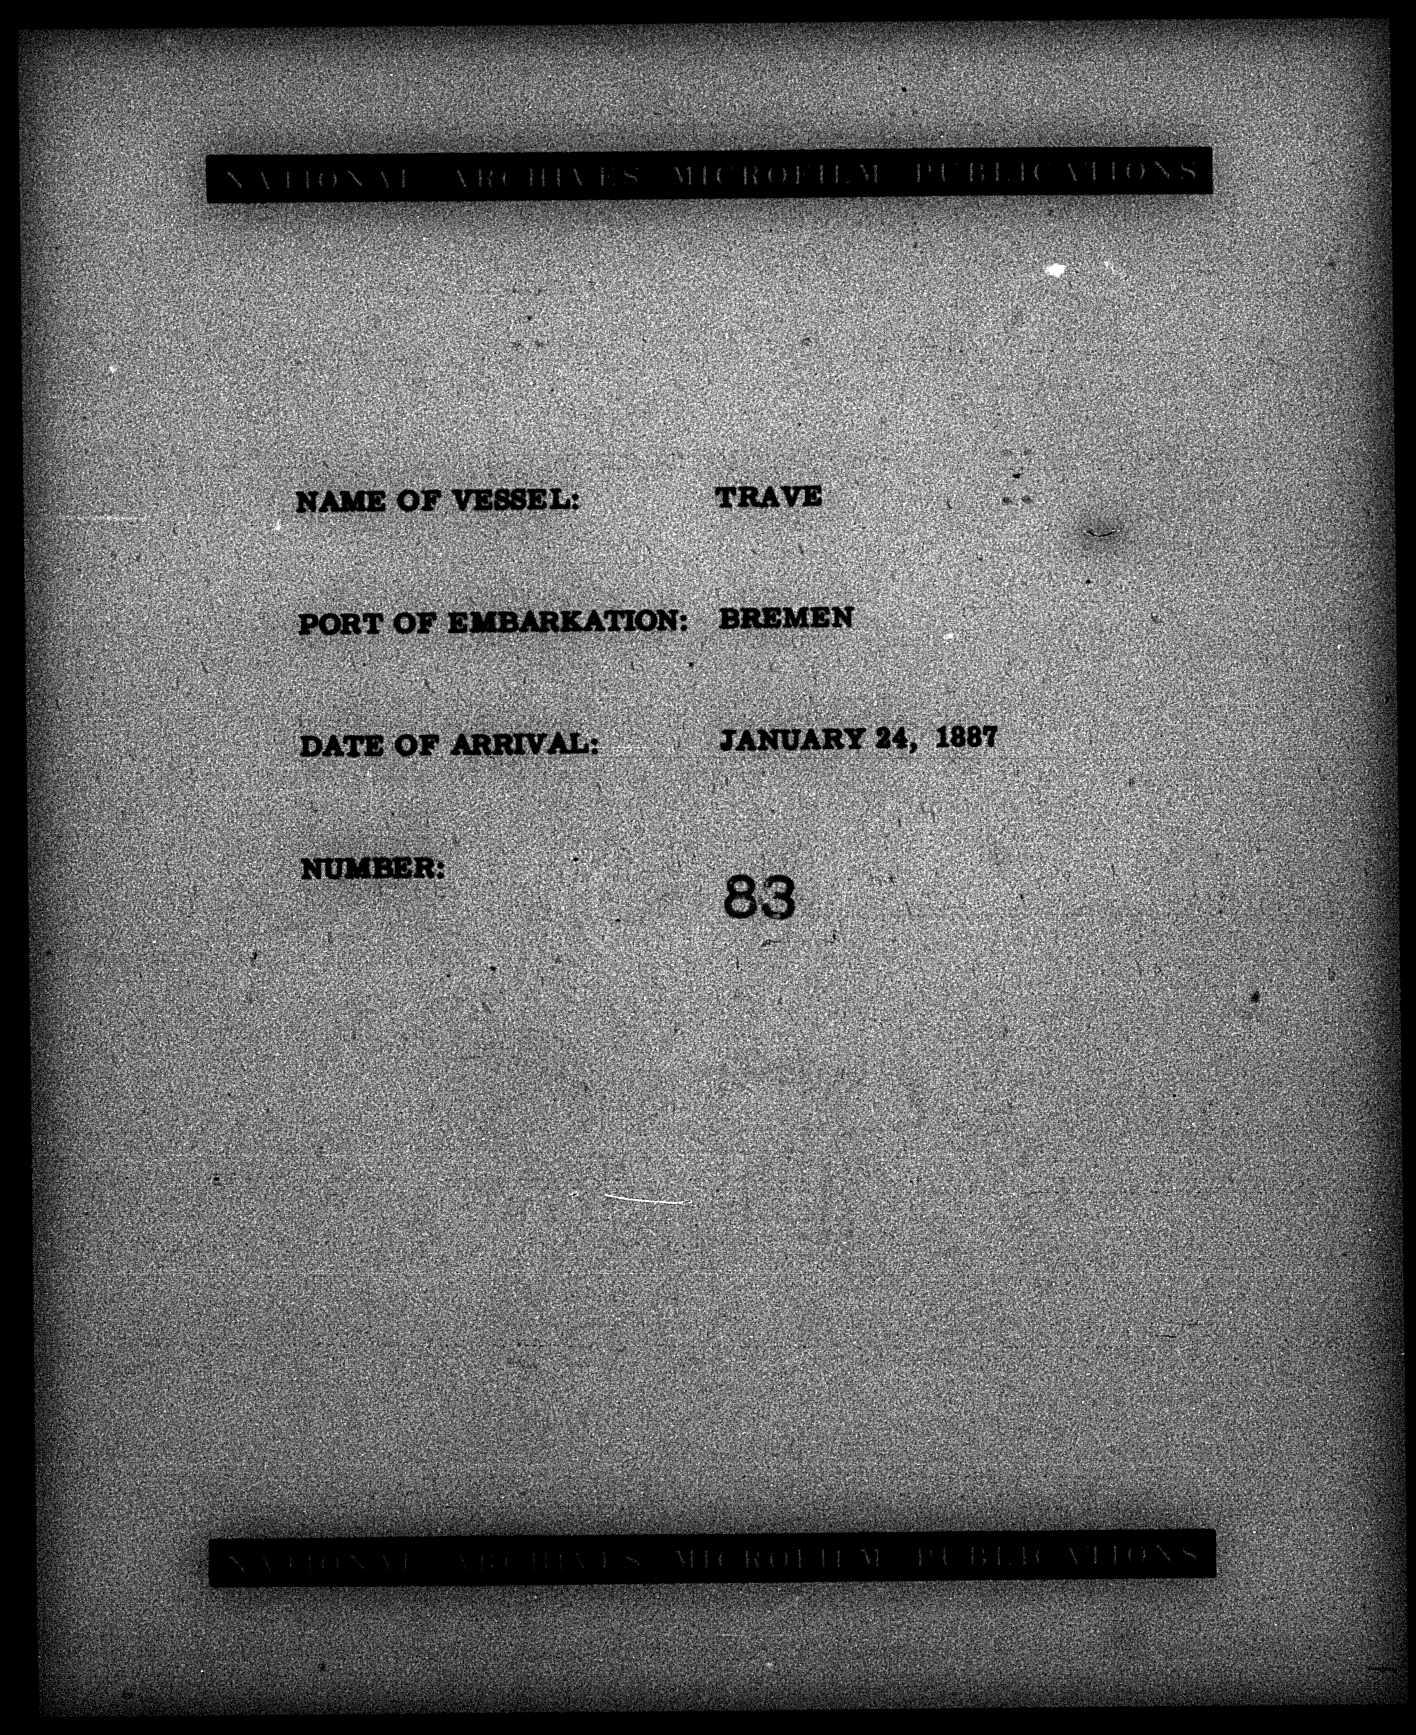 NATIONAL ARCHIVES MICROFILM PUBLICATIONS
NAME OF VESSEL: TRAVE
PORT OF EMBARKATION: BREMEN
DATE OF ARRIVAL: JANUARY 24, 1887
NUMBER: 83
NATIONAL ARCHIVES MICROFILM PUBLICATIONS